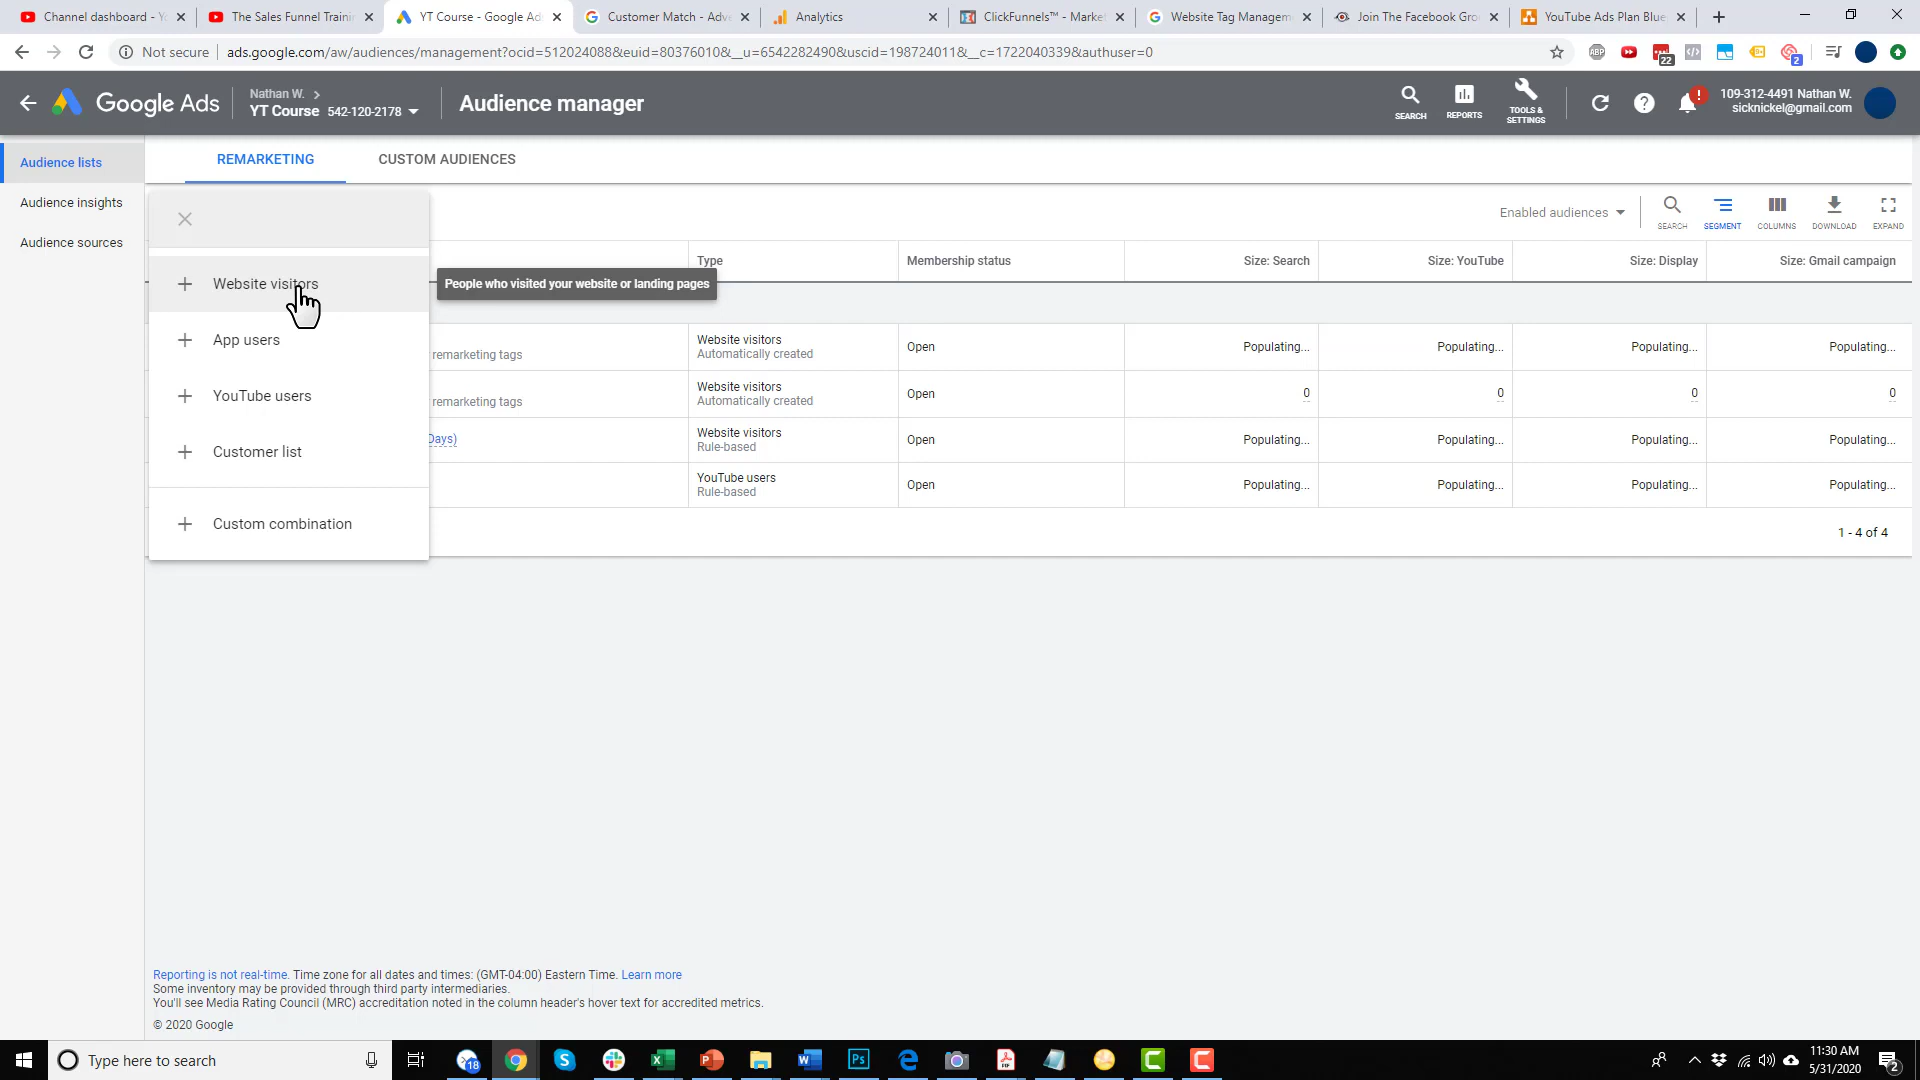 Channel dashboard - Y
The Sales Funnel Traini
YT Course - Google Ad
Customer Match - Adv
Analytics
ClickFunnels™ - Marke
Website Tag Managem
Join The Facebook Gro
YouTube Ads Plan Blue
Not secure
ads.google.com/aw/audiences/management?ocid=512024088&euid=80376010&__u=6542282490&uscid=198724011&__c=1722040339&authuser=0
ABP
22
2
Google Ads
Nathan W.
YT Course 542-120-2178
Audience manager
SEARCH
REPORTS
TOOLS &
SETTINGS
!
109-312-4491 Nathan W.
sicknickel@gmail.com
Audience lists
Audience insights
Audience sources
REMARKETING
CUSTOM AUDIENCES
Enabled audiences
SEARCH
SEGMENT
COLUMNS
DOWNLOAD
EXPAND
Type
Membership status
Size: Search
Size: YouTube
Size: Display
Size: Gmail campaign
Website visitors
People who visited your website or landing pages
App users
YouTube users
Customer list
Custom combination
remarketing tags
Website visitors
Automatically created
Open
Populating...
Populating...
Populating...
Populating...
remarketing tags
Website visitors
Automatically created
Open
0
0
0
0
Days)
Website visitors
Rule-based
Open
Populating...
Populating...
Populating...
Populating...
YouTube users
Rule-based
Open
Populating...
Populating...
Populating...
Populating...
1 - 4 of 4
Reporting is not real-time. Time zone for all dates and times: (GMT-04:00) Eastern Time. Learn more
Some inventory may be provided through third party intermediaries.
You'll see Media Rating Council (MRC) accreditation noted in the column header's hover text for accredited metrics.
© 2020 Google
Type here to search
18
Ps
11:30 AM
5/31/2020
2